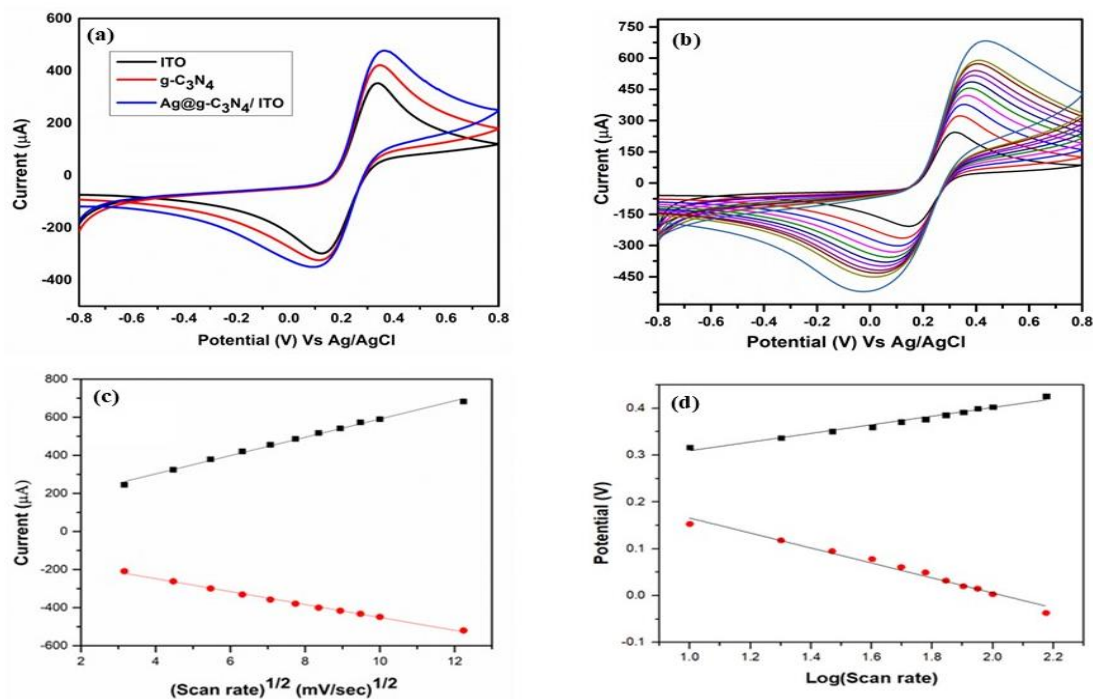 (a)
ITO
g-C3N4
Ag@g-C3N4/ ITO
600
400
200
0
-200
-400
Current (µA)
-0.8 -0.6 -0.4 -0.2 0.0 0.2 0.4 0.6 0.8
Potential (V) Vs Ag/AgCl
(b)
750
600
450
300
150
0
-150
-300
-450
Current (µA)
-0.8 -0.6 -0.4 -0.2 0.0 0.2 0.4 0.6 0.8
Potential (V) Vs Ag/AgCl
(c)
800
600
400
200
0
-200
-400
-600
Current (µA)
2 4 6 8 10 12
(Scan rate)1/2 (mV/sec)1/2
(d)
0.4
0.3
0.2
0.1
0.0
-0.1
Potential (V)
1.0 1.2 1.4 1.6 1.8 2.0 2.2
Log(Scan rate)